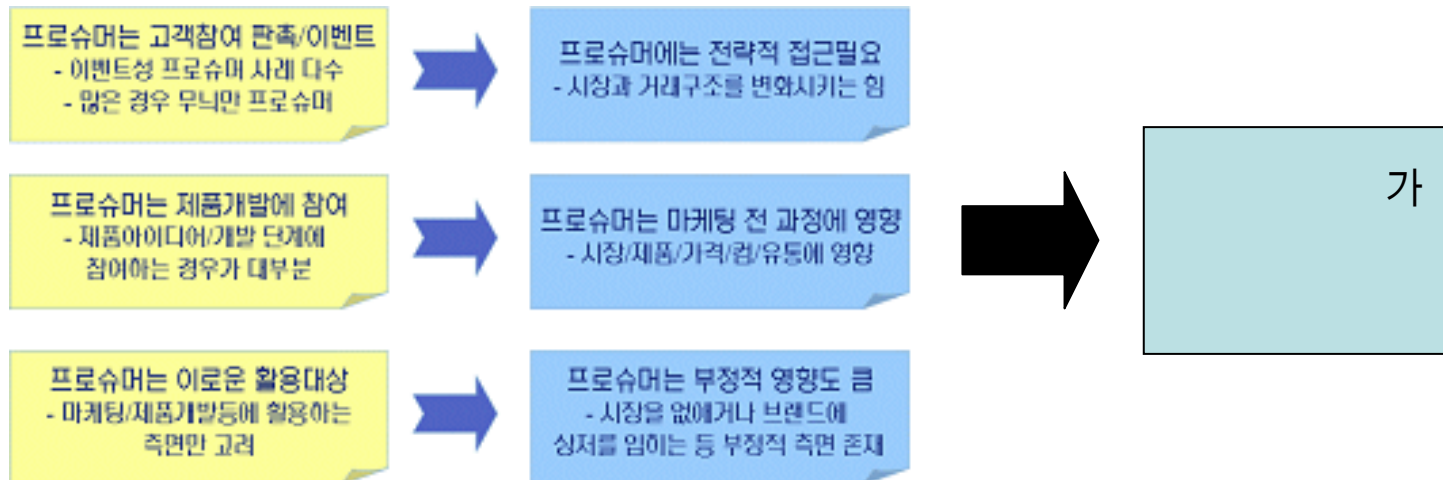 프로슈머는 고객참여 판촉/이벤트
- 이벤트성 프로슈머 사례 다수
- 많은 경우 무늬만 프로슈머
프로슈머에는 전략적 접근필요
- 시장과 거래구조를 변화시키는 힘
프로슈머는 제품개발에 참여
- 제품아이디어/개발 단계에
참여하는 경우가 대부분
프로슈머는 마케팅 전 과정에 영향
- 시장/제품/가격/컴/유통에 영향
프로슈머는 이로운 활용대상
- 마케팅/제품개발등에 활용하는
측면만 고려
프로슈머는 부정적 영향도 큼
- 시장을 없애거나 브랜드에
상처를 입히는 등 부정적 측면 존재
가